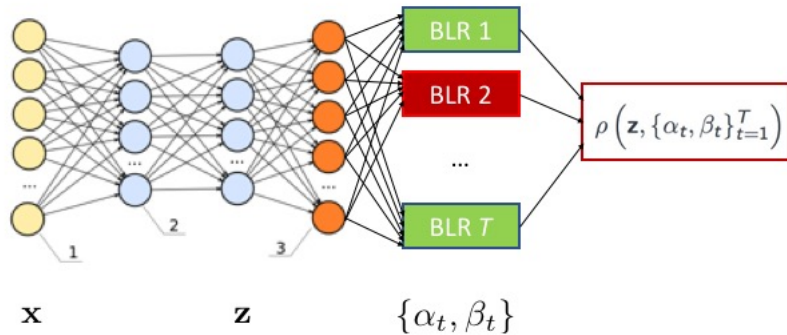 BLR 1
BLR 2
...
BLR T
ρ(z, {α_t, β_t}_{t=1}^T)
...
...
...
...
1
2
3
x
z
{α_t, β_t}